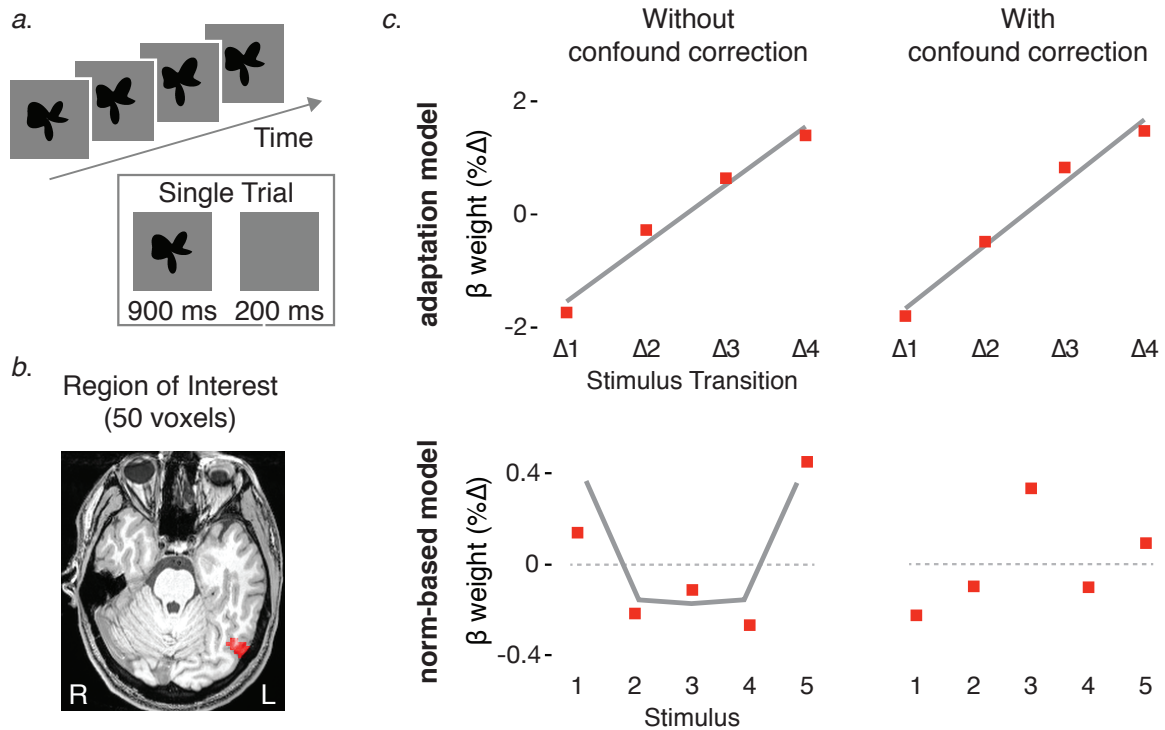 a.
Time
Single Trial
900 ms
200 ms
b.
Region of Interest
(50 voxels)
R
L
c.
Without
confound correction
With
confound correction
adaptation model
β weight (%Δ)
2
0
-2
Δ1 Δ2 Δ3 Δ4
Δ1 Δ2 Δ3 Δ4
Stimulus Transition
norm-based model
β weight (%Δ)
0.4
0
-0.4
1 2 3 4 5
1 2 3 4 5
Stimulus